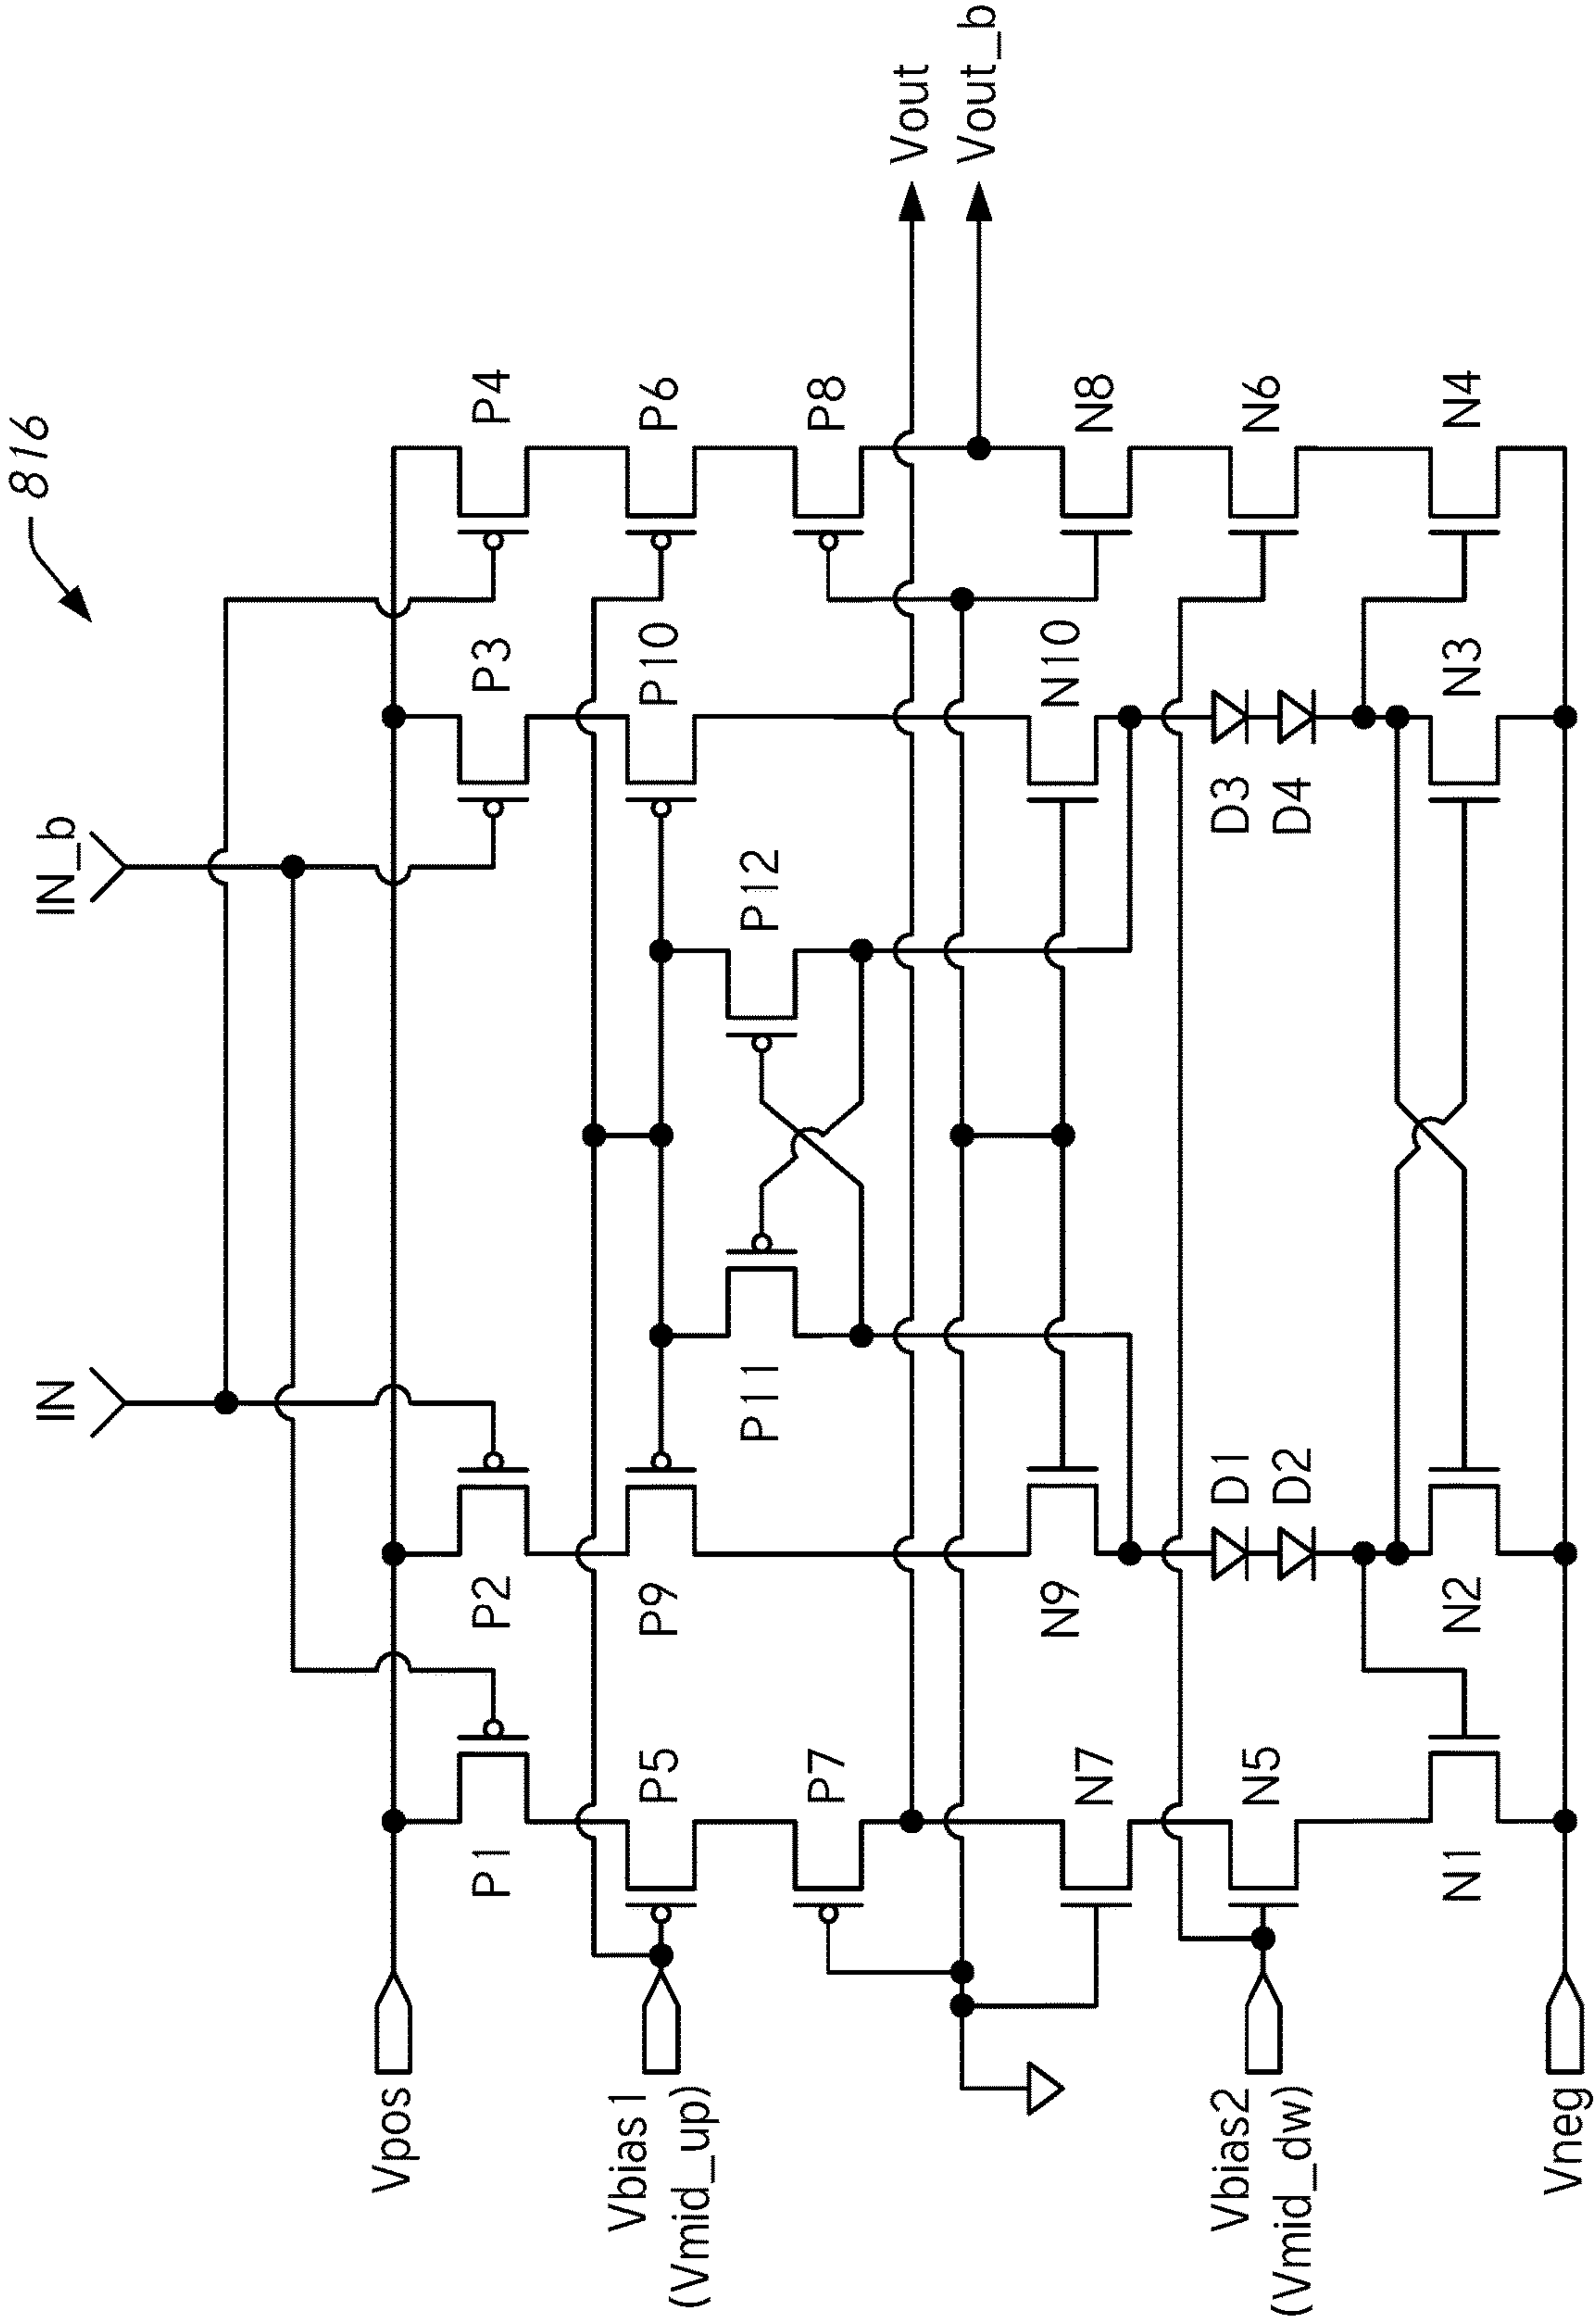 816
IN
IN_b
Vpos
P1
P2
P3
P4
Vbias1
(Vmid_up)
P5
P9
P10
P6
P7
P11
P12
P8
Vout
Vout_b
N7
N9
N10
N8
Vbias2
(Vmid_dw)
N5
D1
D2
D3
D4
N6
N1
N2
N3
N4
Vneg